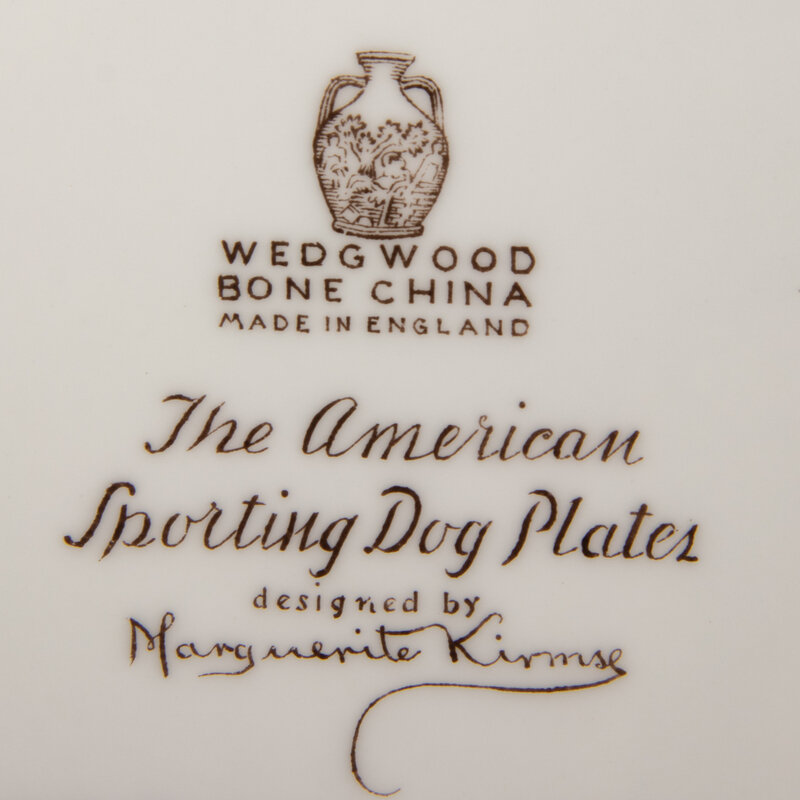 WEDGWOOD
BONE CHINA
MADE IN ENGLAND
The American
Sporting Dog Plates
designed by
Marguerite Kirmse